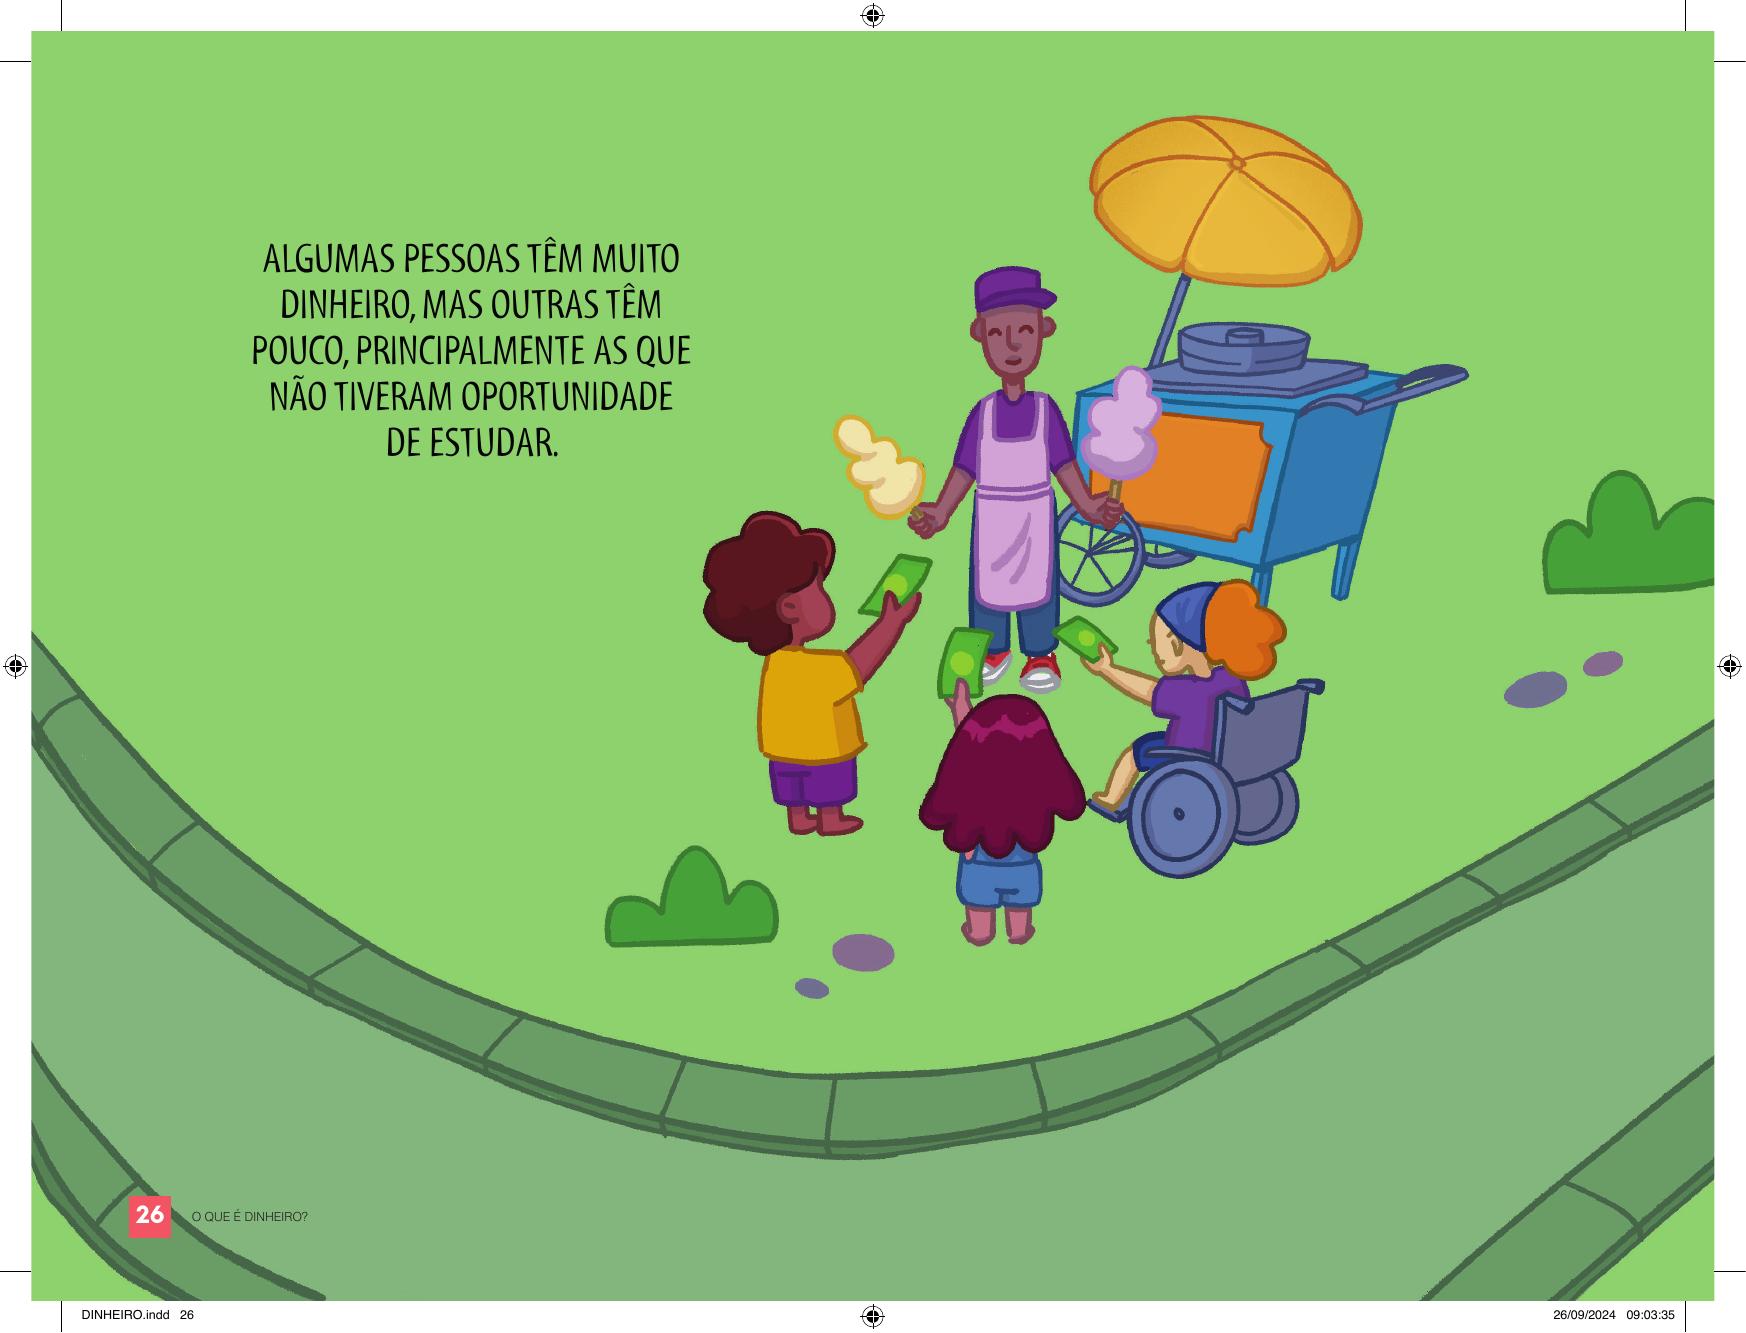 ALGUMAS PESSOAS TÊM MUITO
DINHEIRO, MAS OUTRAS TÊM
POUCO, PRINCIPALMENTE AS QUE
NÃO TIVERAM OPORTUNIDADE
DE ESTUDAR.
26 O QUE É DINHEIRO?
DINHEIRO.indd 26 26/09/2024 09:03:35